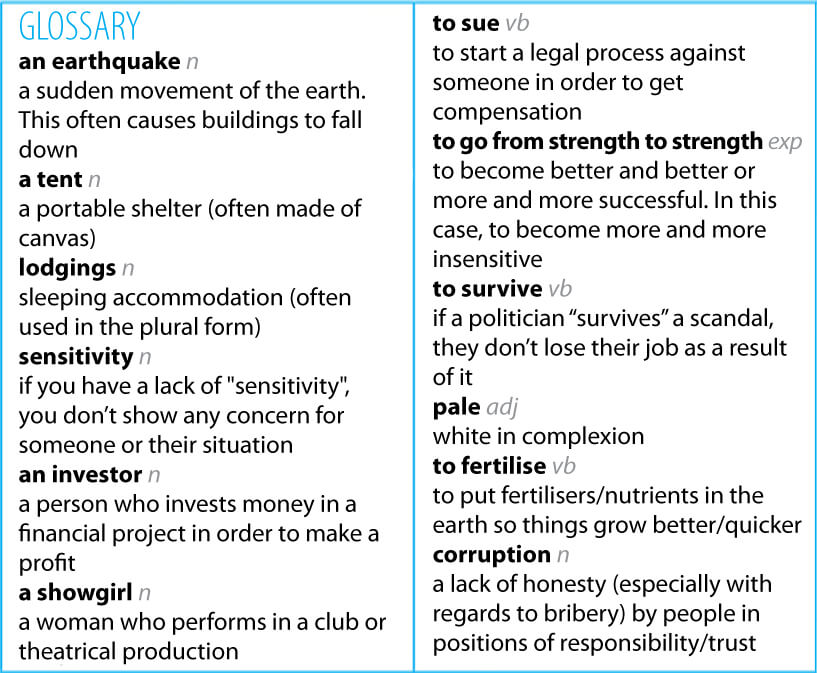 GLOSSARY
an earthquake n
a sudden movement of the earth.
This often causes buildings to fall
down
a tent n
a portable shelter (often made of
canvas)
lodgings n
sleeping accommodation (often
used in the plural form)
sensitivity n
if you have a lack of "sensitivity",
you don’t show any concern for
someone or their situation
an investor n
a person who invests money in a
financial project in order to make a
profit
a showgirl n
a woman who performs in a club or
theatrical production
to sue vb
to start a legal process against
someone in order to get
compensation
to go from strength to strength exp
to become better and better or
more and more successful. In this
case, to become more and more
insensitive
to survive vb
if a politician “survives” a scandal,
they don’t lose their job as a result
of it
pale adj
white in complexion
to fertilise vb
to put fertilisers/nutrients in the
earth so things grow better/quicker
corruption n
a lack of honesty (especially with
regards to bribery) by people in
positions of responsibility/trust